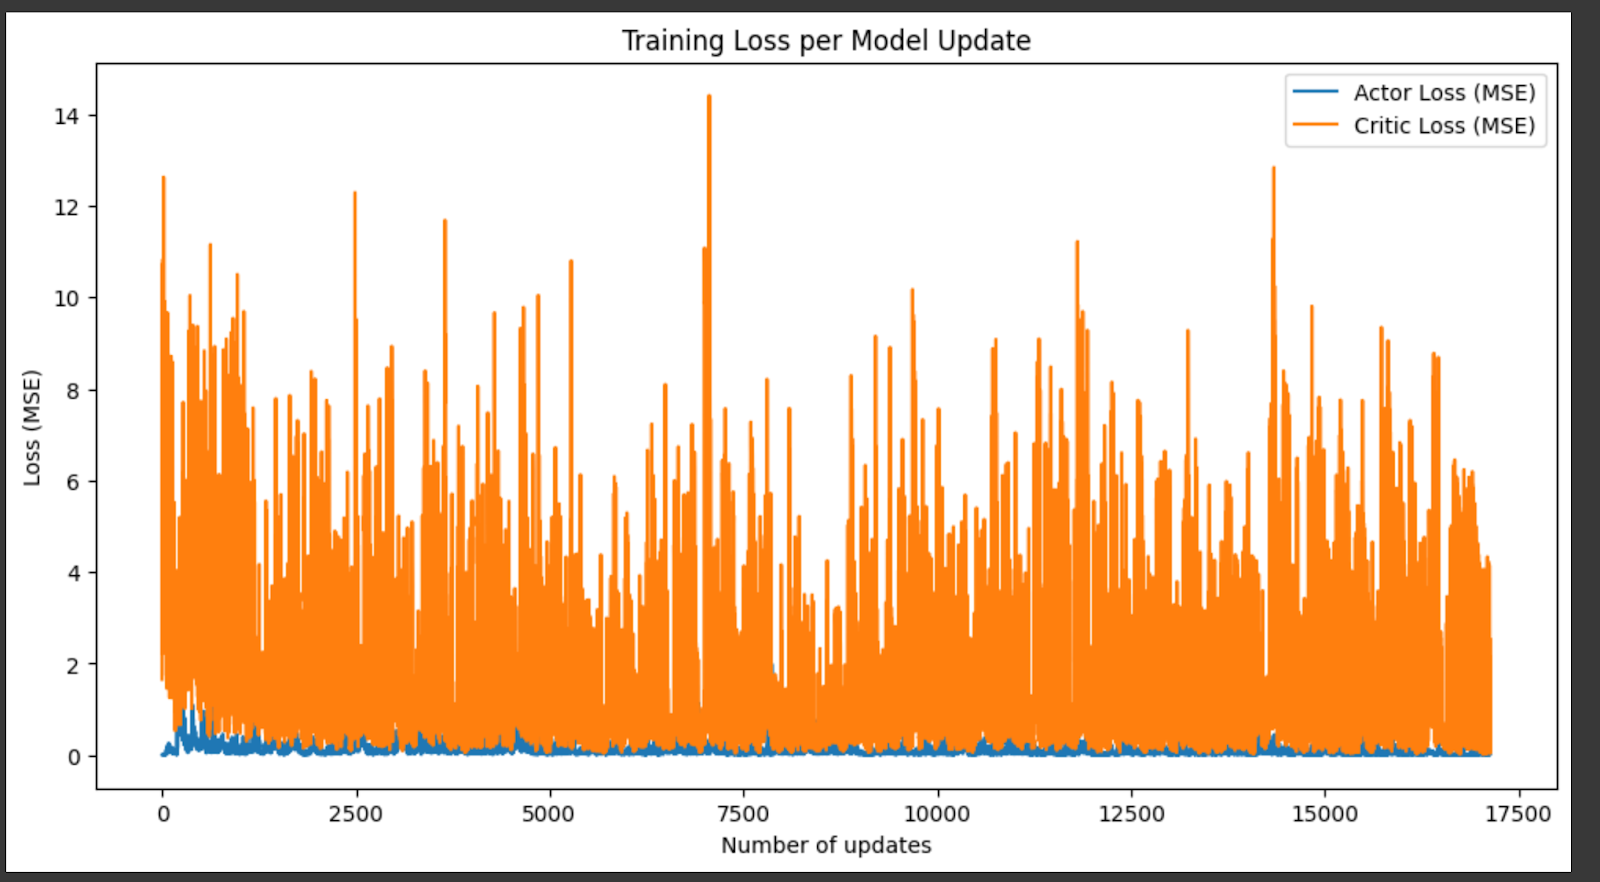 Training Loss per Model Update
Actor Loss (MSE)
Critic Loss (MSE)
Loss (MSE)
14
12
10
8
6
4
2
0
0 2500 5000 7500 10000 12500 15000 17500
Number of updates